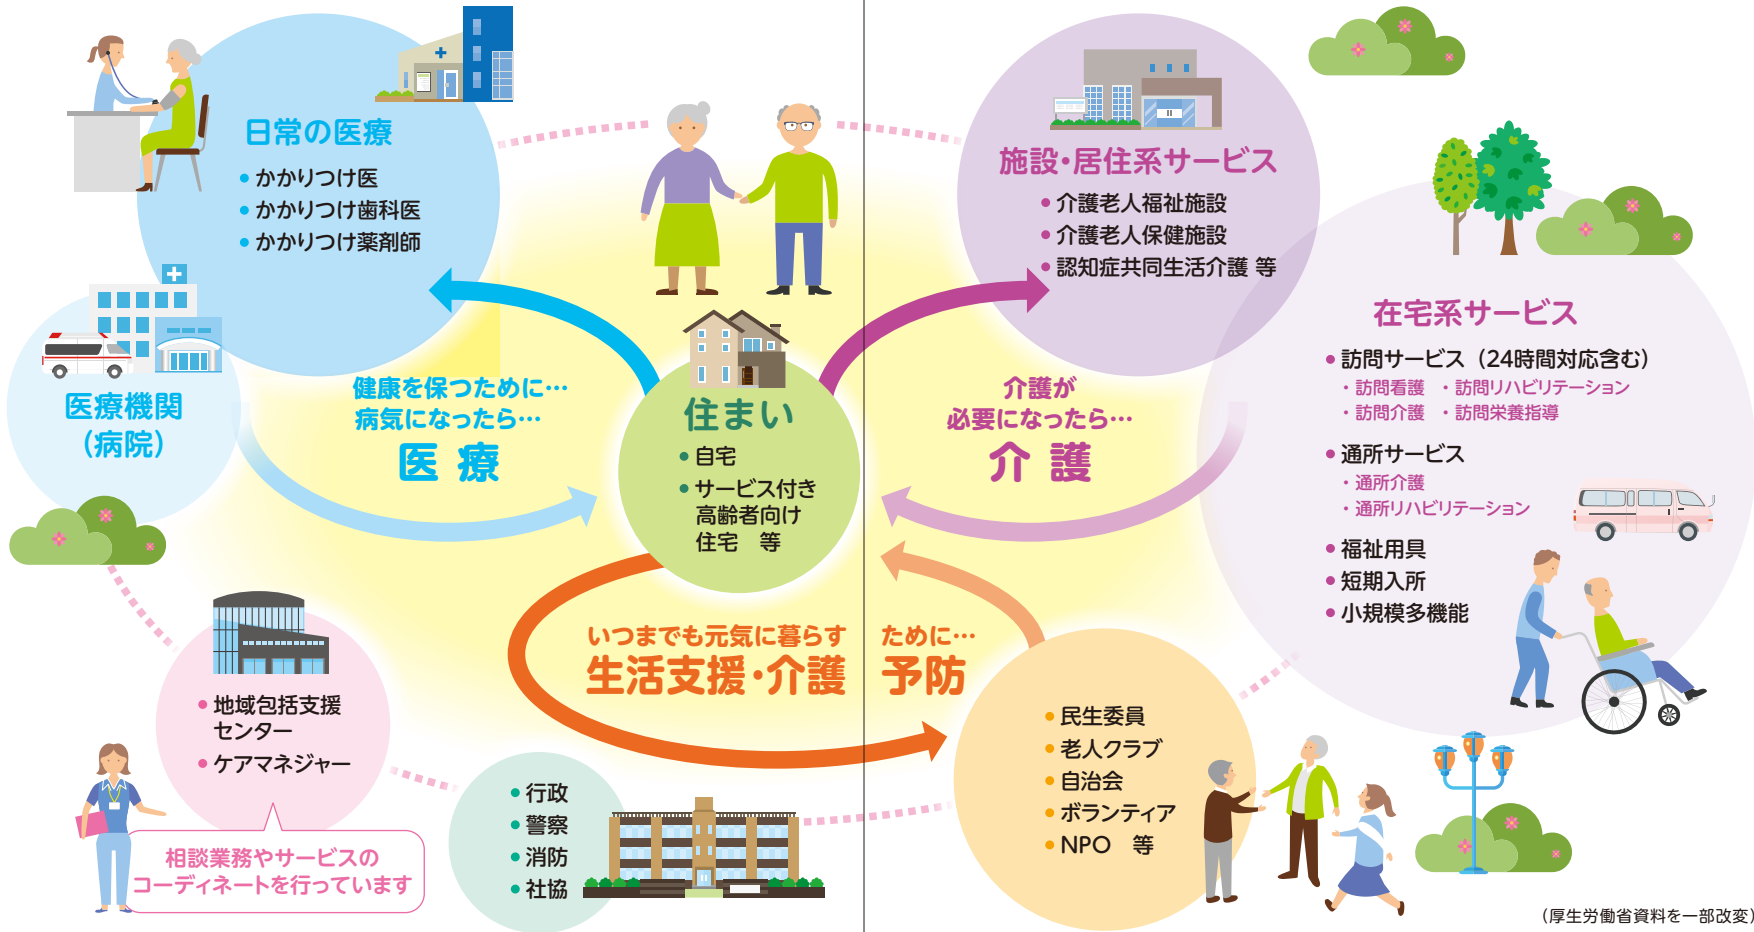 日常の医療
• かかりつけ医
• かかりつけ歯科医
• かかりつけ薬剤師
医療機関
（病院）
健康を保つために…
病気になったら…
医療
住まい
• 自宅
• サービス付き
高齢者向け
住宅　等
施設・居住系サービス
• 介護老人福祉施設
• 介護老人保健施設
• 認知症共同生活介護 等
介護が
必要になったら…
介護
在宅系サービス
• 訪問サービス（24時間対応含む）
・訪問看護　・訪問リハビリテーション
・訪問介護　・訪問栄養指導
• 通所サービス
・通所介護
・通所リハビリテーション
• 福祉用具
• 短期入所
• 小規模多機能
いつまでも元気に暮らす　ために…
生活支援・介護　予防
• 地域包括支援
センター
• ケアマネジャー
相談業務やサービスの
コーディネートを行っています
• 行政
• 警察
• 消防
• 社協
• 民生委員
• 老人クラブ
• 自治会
• ボランティア
• NPO　等
（厚生労働省資料を一部改変）